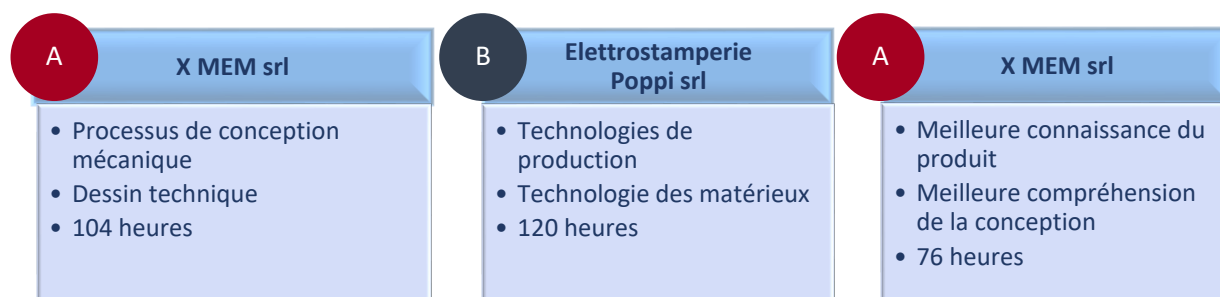 A
X MEM srl
• Processus de conception
mécanique
• Dessin technique
• 104 heures
B
Elettrostamperie
Poppi srl
• Technologies de
production
• Technologie des matérieux
• 120 heures
A
X MEM srl
• Meilleure connaissance du
produit
• Meilleure compréhension
de la conception
• 76 heures